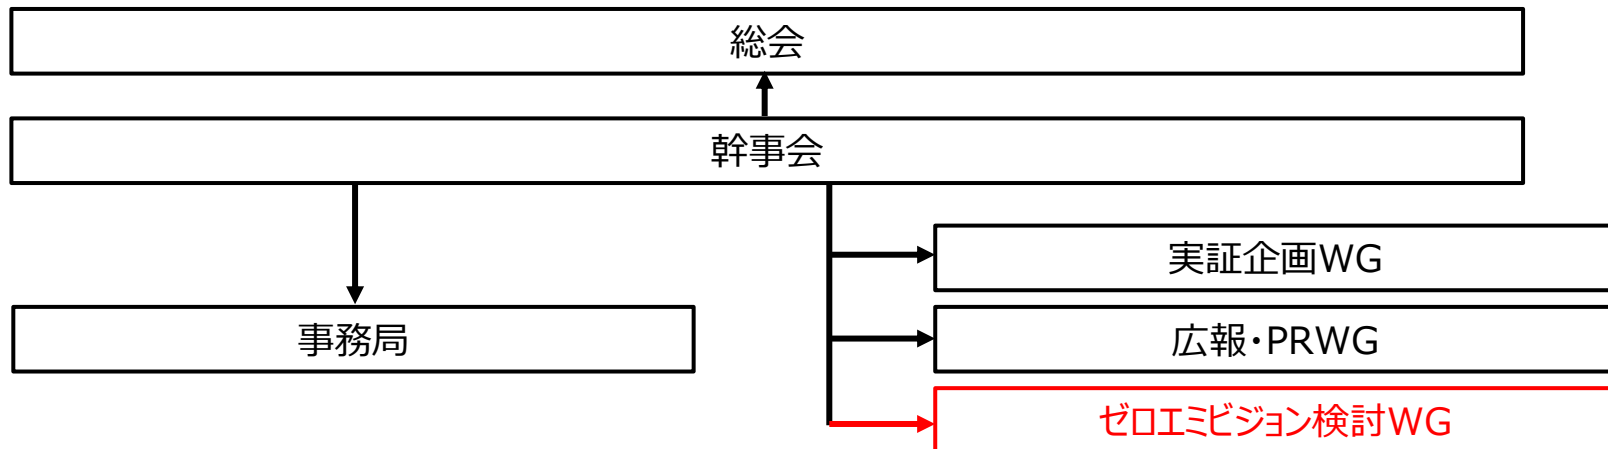 総会
幹事会
実証企画WG
事務局
広報・PRWG
ゼロエミビジョン検討WG